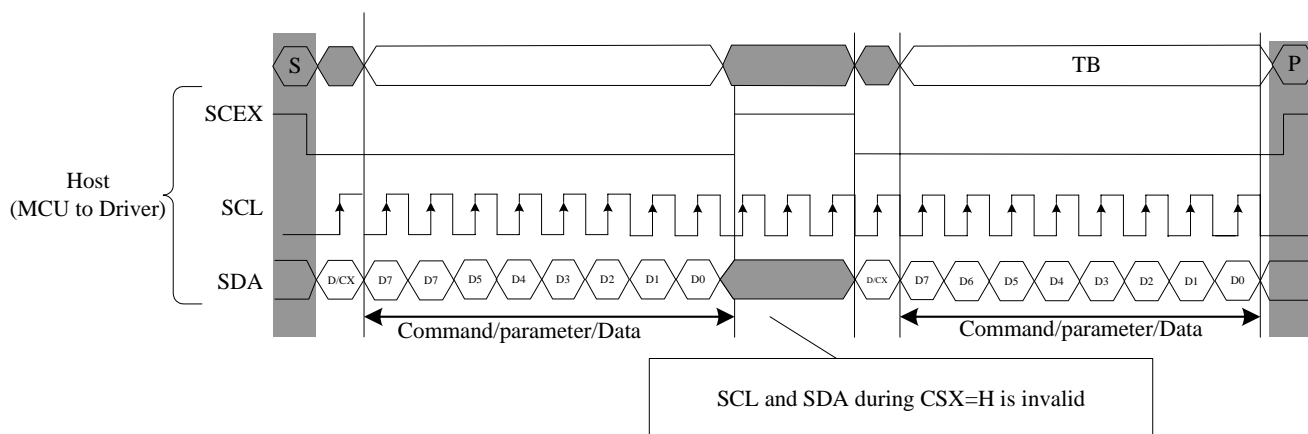 S TB P
SCEX
Host
(MCU to Driver)
SCL
SDA D/CX D7 D7 D5 D4 D3 D2 D1 D0 D/CX D7 D6 D5 D4 D3 D2 D1 D0
Command/parameter/Data Command/parameter/Data
SCL and SDA during CSX=H is invalid